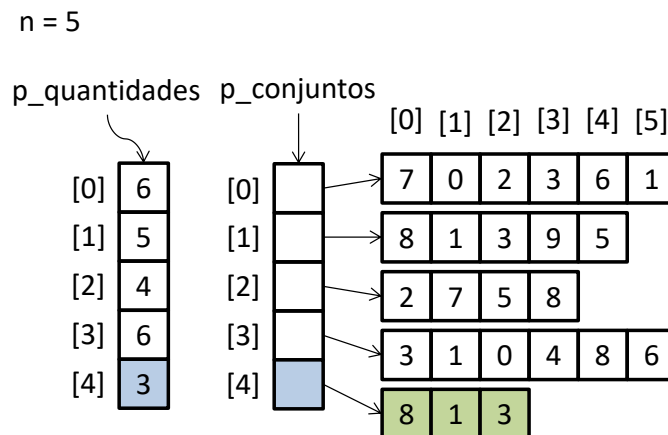 n = 5
p_quantidades p_conjuntos
[0] [1] [2] [3] [4] [5]
[0] 6 [0] 7 0 2 3 6 1
[1] 5 [1] 8 1 3 9 5
[2] 4 [2] 2 7 5 8
[3] 6 [3] 3 1 0 4 8 6
[4] 3 [4] 8 1 3